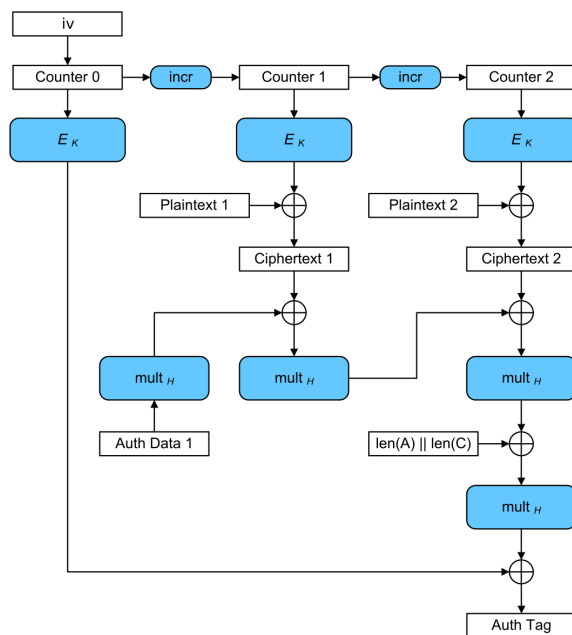 iv
Counter 0
incr
Counter 1
incr
Counter 2
E K
E K
E K
Plaintext 1
Plaintext 2
Ciphertext 1
Ciphertext 2
mult H
mult H
mult H
Auth Data 1
len(A) || len(C)
mult H
Auth Tag